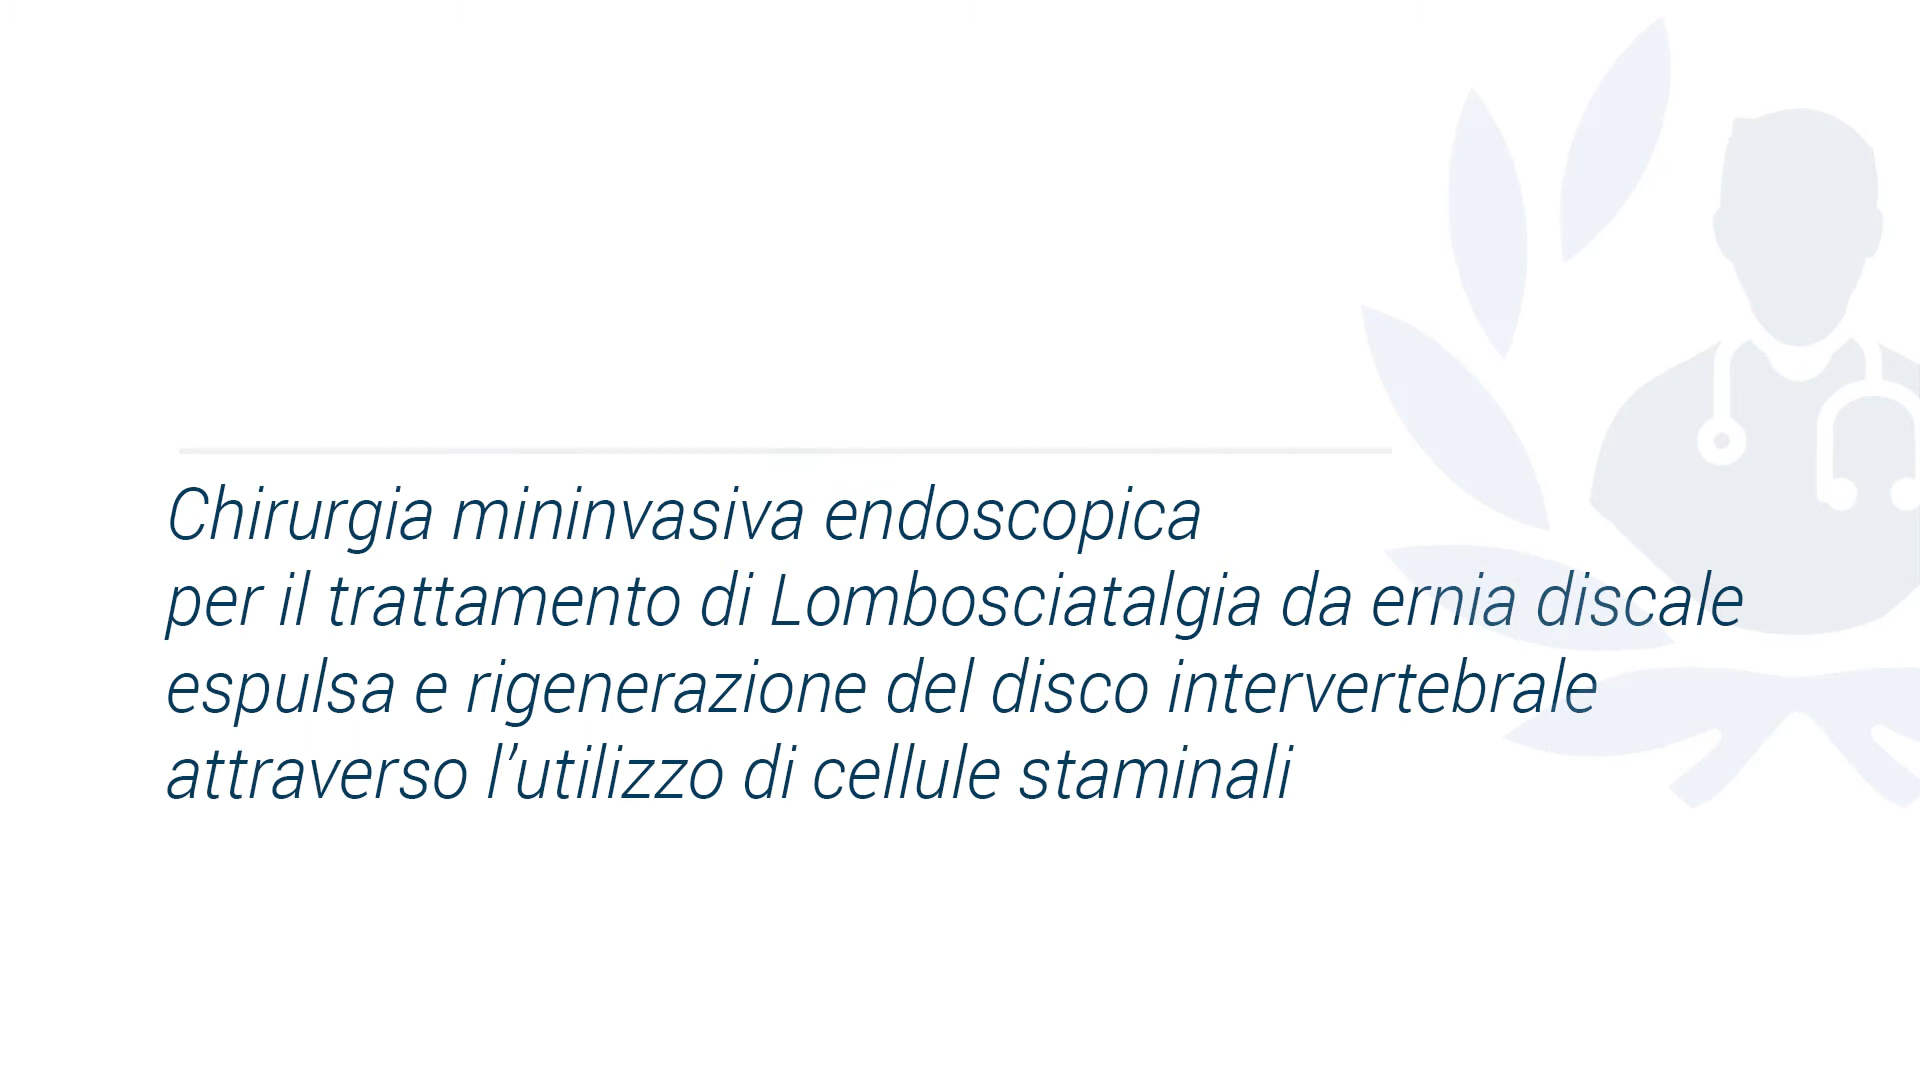 Chirurgia mininvasiva endoscopica
per il trattamento di Lombosciatalgia da ernia discale
espulsa e rigenerazione del disco intervertebrale
attraverso l’utilizzo di cellule staminali